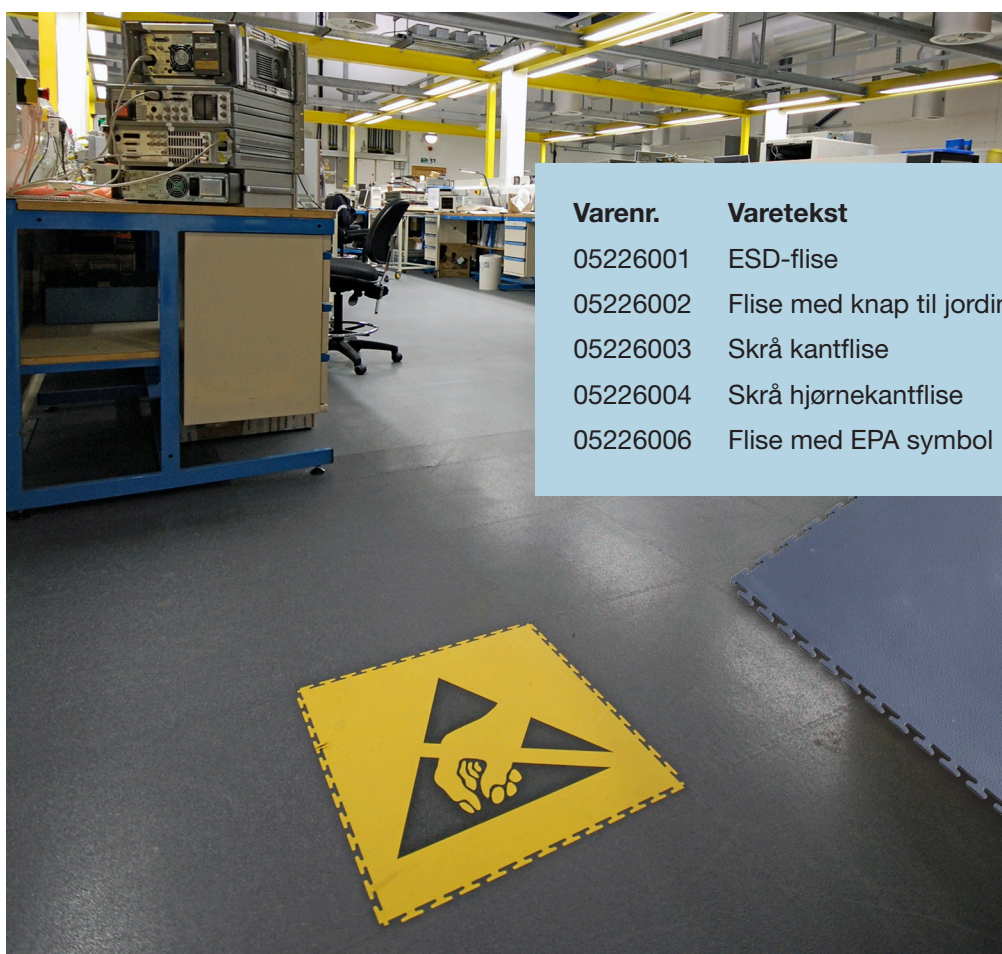 Varenr. Varetekst
05226001 ESD-flise
05226002 Flise med knap til
05226003 Skrå kantflise
05226004 Skrå hjørnekantflise
05226006 Flise med EPA symbol